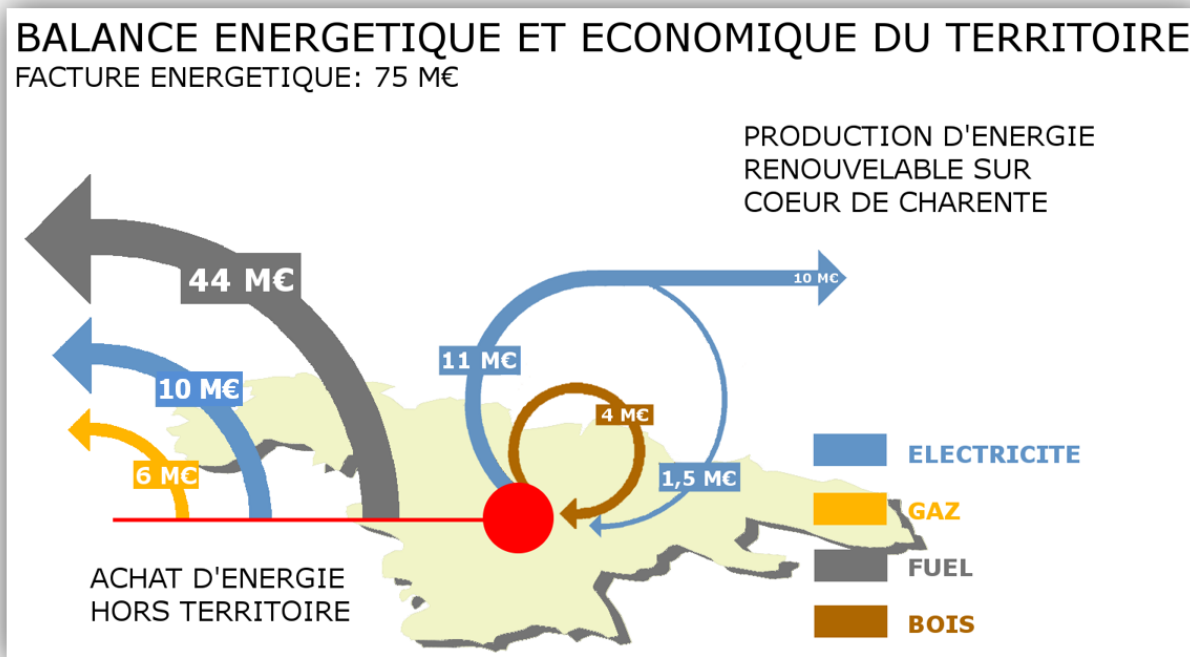 BALANCE ENERGETIQUE ET ECONOMIQUE DU TERRITOIRE
FACTURE ENERGETIQUE: 75 M€
PRODUCTION D'ENERGIE
RENOUVELABLE SUR
COEUR DE CHARENTE
44 M€
10 M€
11 M€
10 M€
4 M€
6 M€
1,5 M€
ELECTRICITE
GAZ
FUEL
BOIS
ACHAT D'ENERGIE
HORS TERRITOIRE